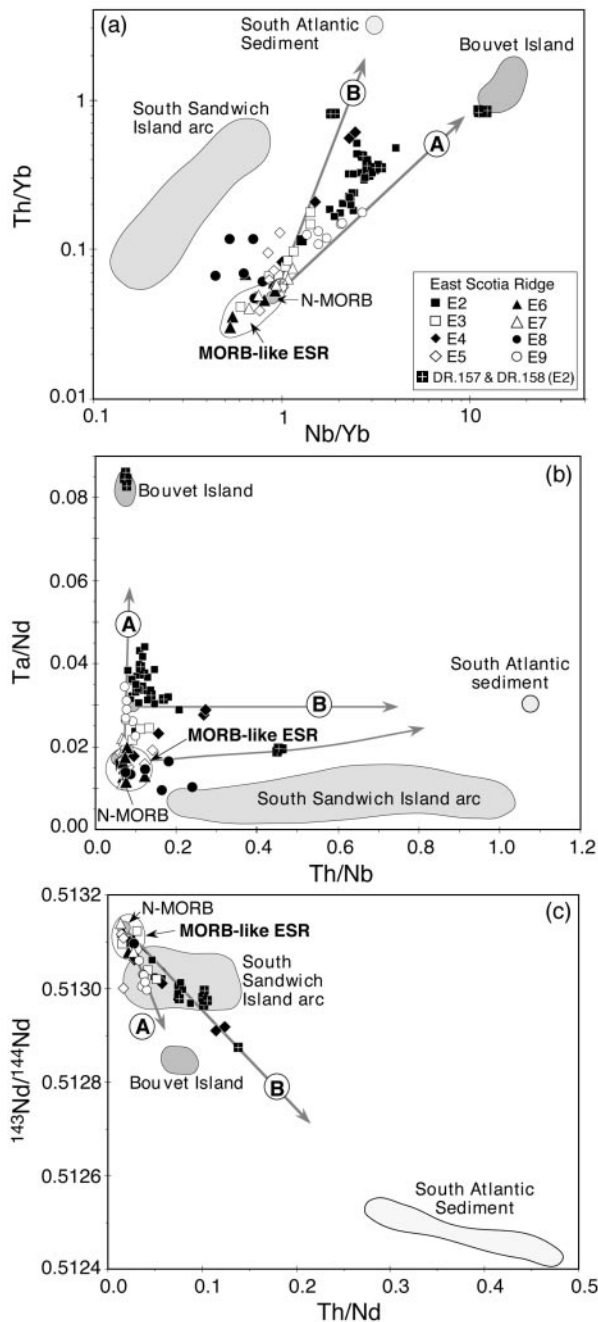 (a)
South Atlantic
Sediment
Bouvet Island
B
South Sandwich
Island arc
A
N-MORB
MORB-like ESR
East Scotia Ridge
E2 E6
E3 E7
E4 E8
E5 E9
DR.157 & DR.158 (E2)
Th/Yb
1
0.1
0.01
0.1 1 10
Nb/Yb
(b)
Bouvet Island
A
South Atlantic
sediment
B
MORB-like ESR
N-MORB
South Sandwich Island arc
Ta/Nd
0.08
0.06
0.04
0.02
0.00
0.0 0.2 0.4 0.6 0.8 1.0 1.2
Th/Nb
(c)
N-MORB
MORB-like ESR
South
Sandwich
Island arc
A
Bouvet Island
B
South Atlantic
Sediment
143Nd/144Nd
0.5132
0.5130
0.5128
0.5126
0.5124
0.0 0.1 0.2 0.3 0.4 0.5
Th/Nd